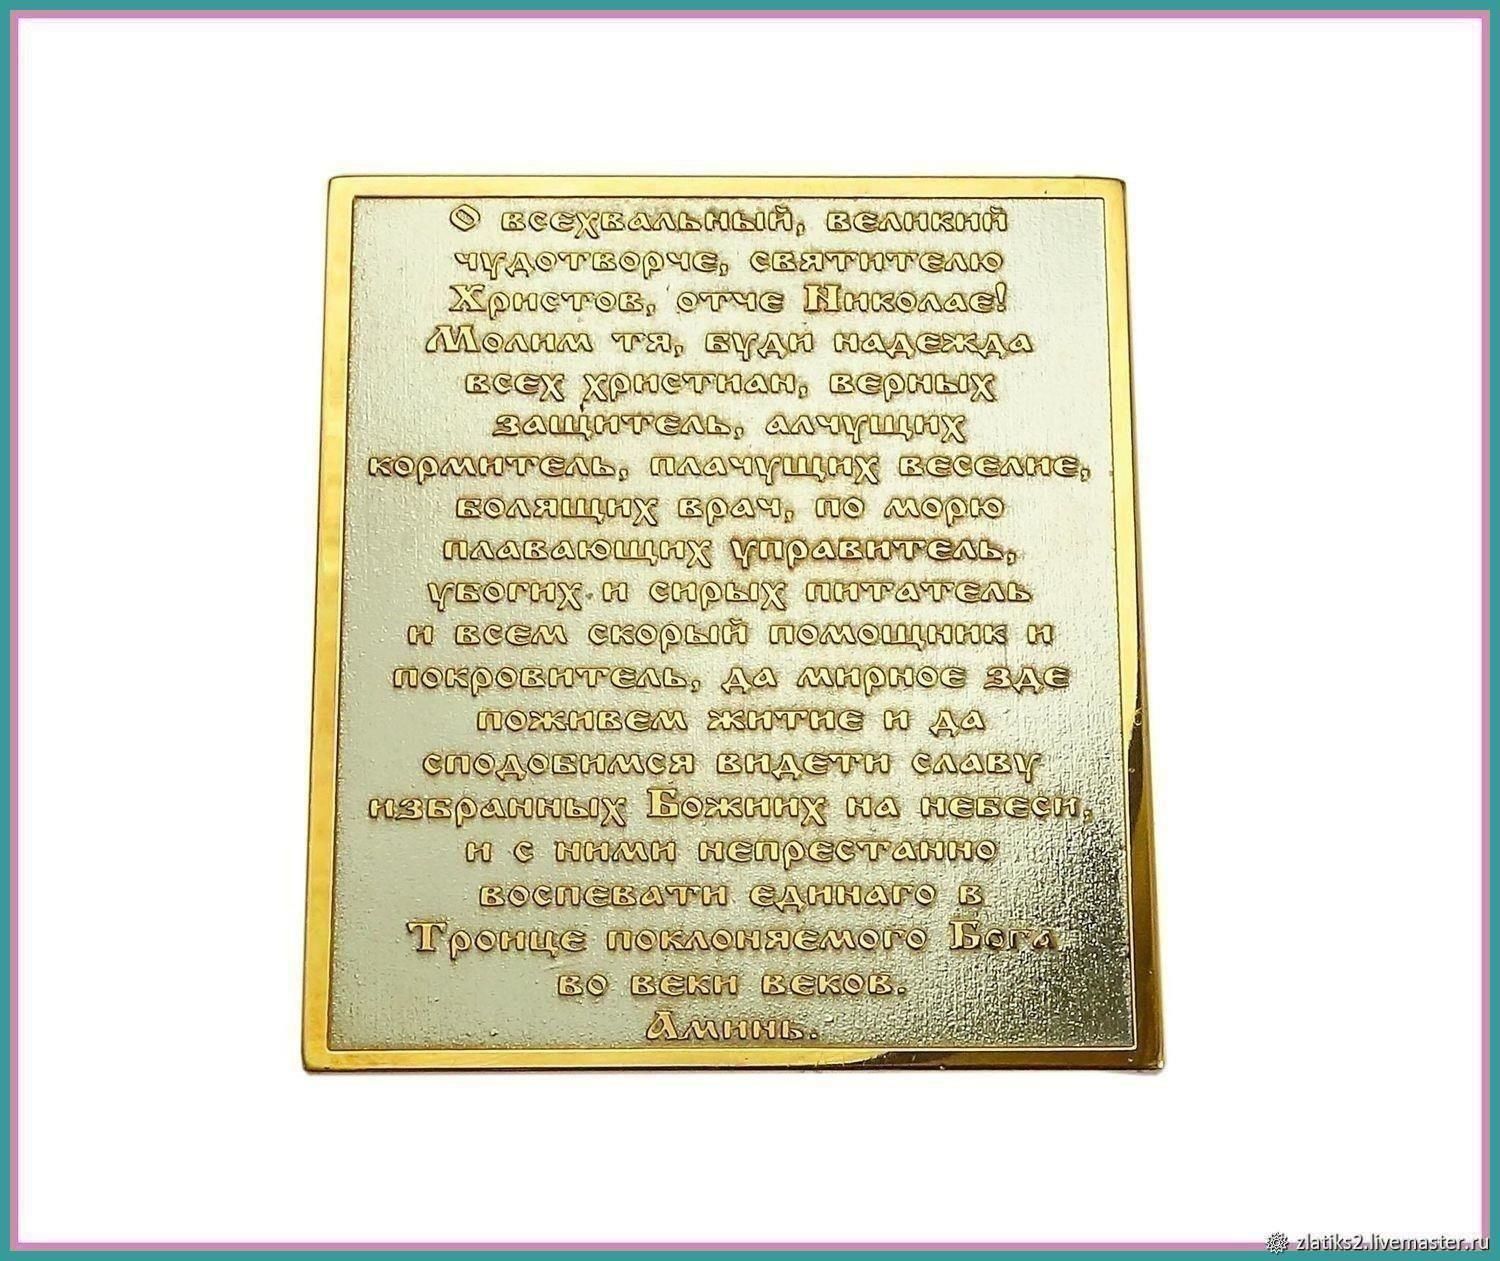 О всехвальный, великий
чудотворче, святителю
Христов, отче Николае!
Молим тя, буди надежда
всех христиан, верных
защитель, алчущих
кормитель, плачущих веселие,
болящих врач, по морю
плавающих управитель,
убогих и сирых питатель
и всем скорый помощник и
покровитель, да мирное зде
поживем житие и да
сподобимся видети славу
избранных Божиих на небеси,
и с ними непрестанно
воспевати единаго в
Троице поклоняемого Бога
во веки веков.
Аминь.
zlatiks2.livemaster.ru